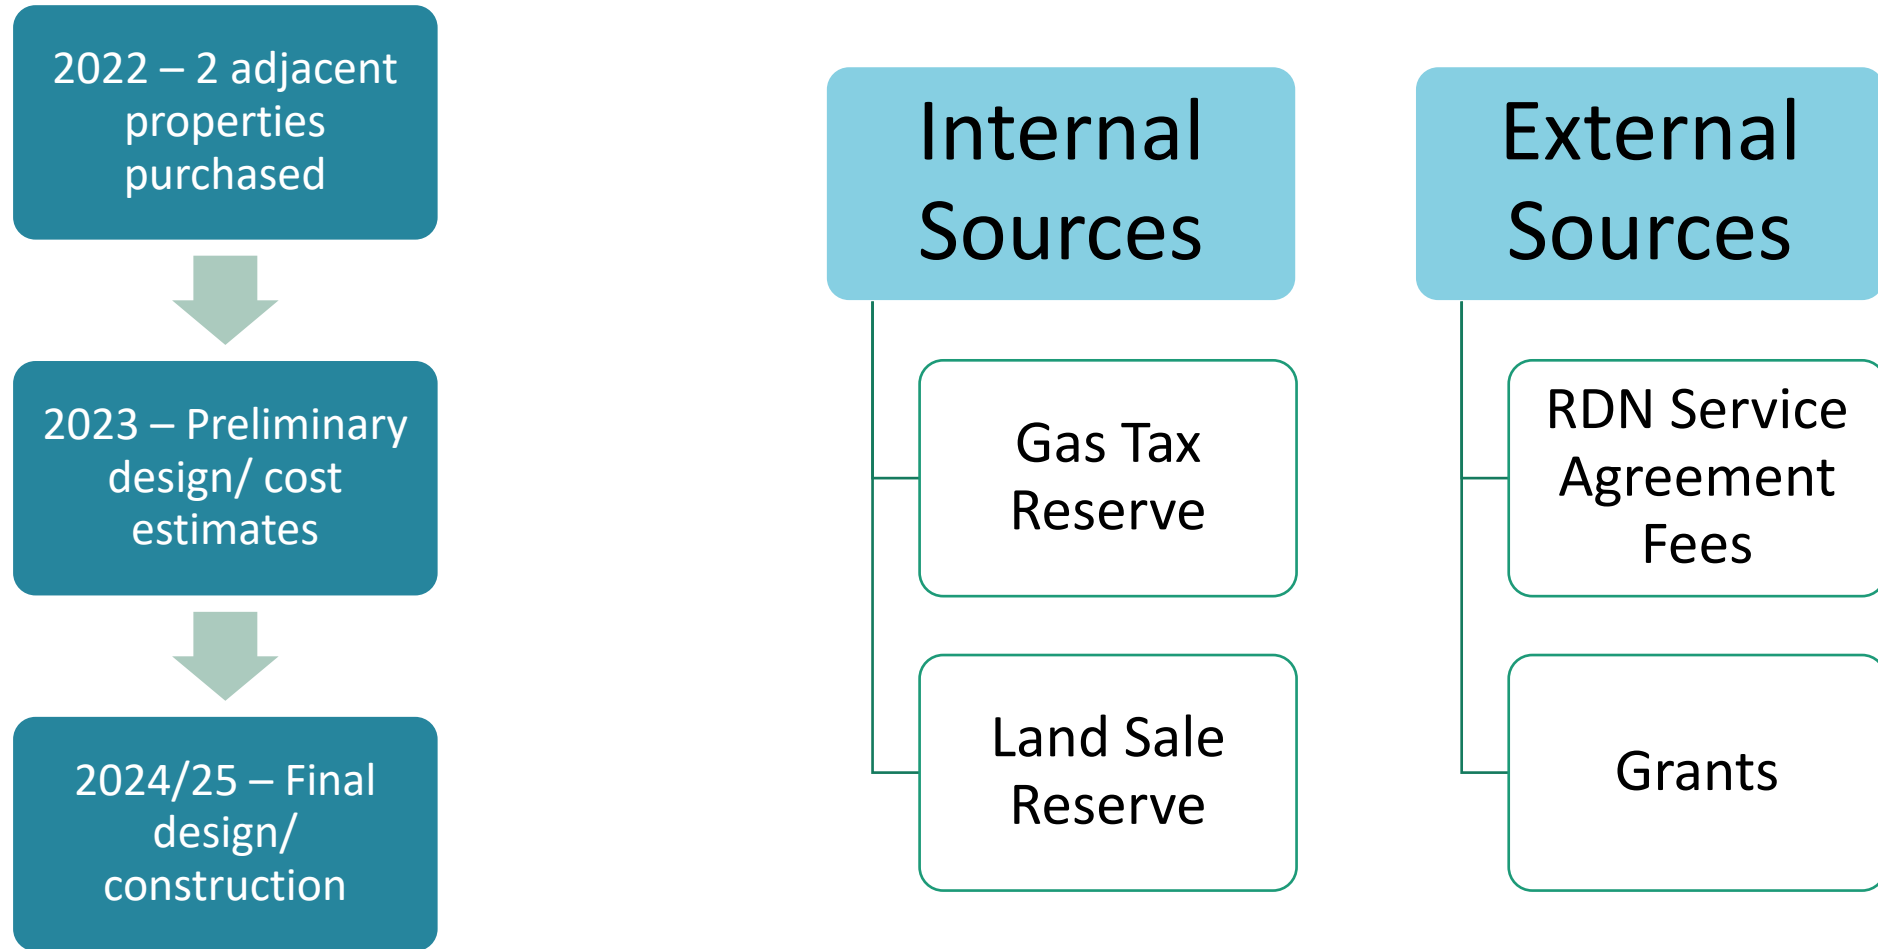 2022 – 2 adjacent
properties
purchased
2023 – Preliminary
design/ cost
estimates
2024/25 – Final
design/
construction
Internal
Sources
Gas Tax
Reserve
Land Sale
Reserve
External
Sources
RDN Service
Agreement
Fees
Grants